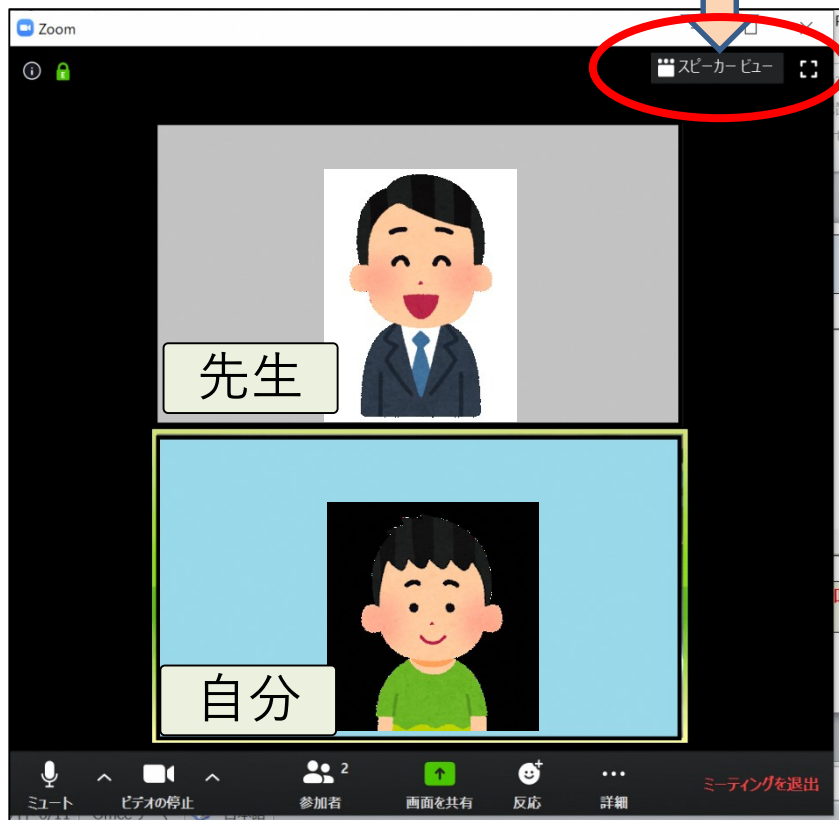 Zoom
スピーカー ビュー
先生
自分
2
ミュート
ビデオの停止
参加者
画面を共有
反応
詳細
ミーティングを退出